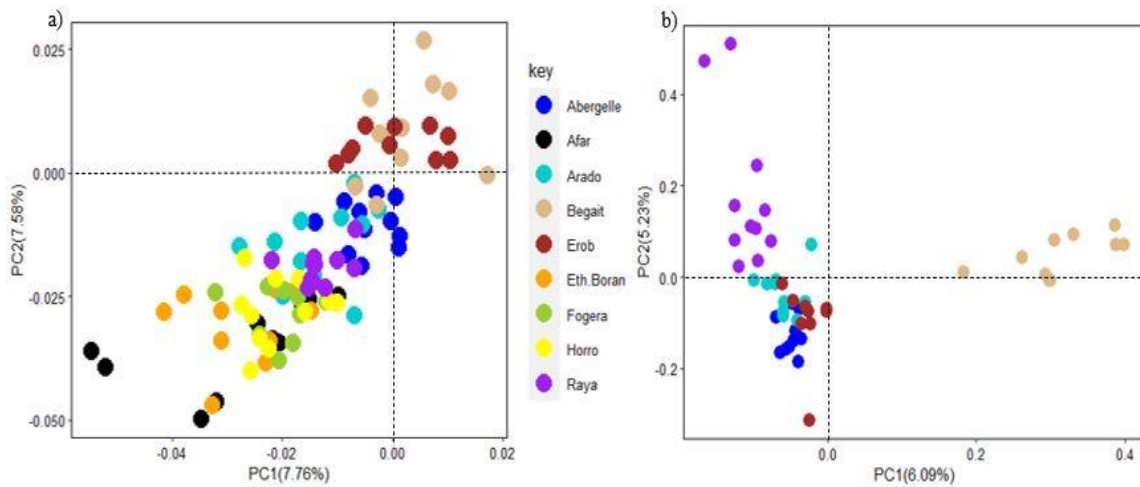 a)
0.025
0.000
-0.025
-0.050
PC2(7.58%)
-0.04
-0.02
0.00
0.02
PC1(7.76%)
key
Abergelle
Afar
Arado
Begait
Erob
Eth.Boran
Fogera
Horro
Raya
b)
0.4
0.2
0.0
-0.2
PC2(5.23%)
0.0
0.2
0.4
PC1(6.09%)